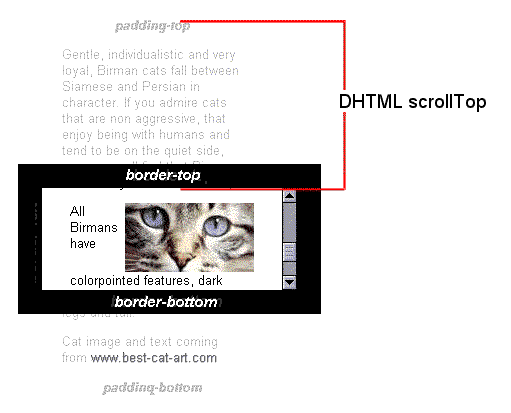 padding-top
Gentle, individualistic and very
loyal, Birman cats fall between
Siamese and Persian in
character. If you admire cats
that are non aggressive, that
enjoy being with humans and
tend to be on the quiet side,
DHTML scrollTop
border-top
All
Birmans
have
colorpointed features, dark
border-bottom
legs and tail.
Cat image and text coming
from www.best-cat-art.com
padding-bottom